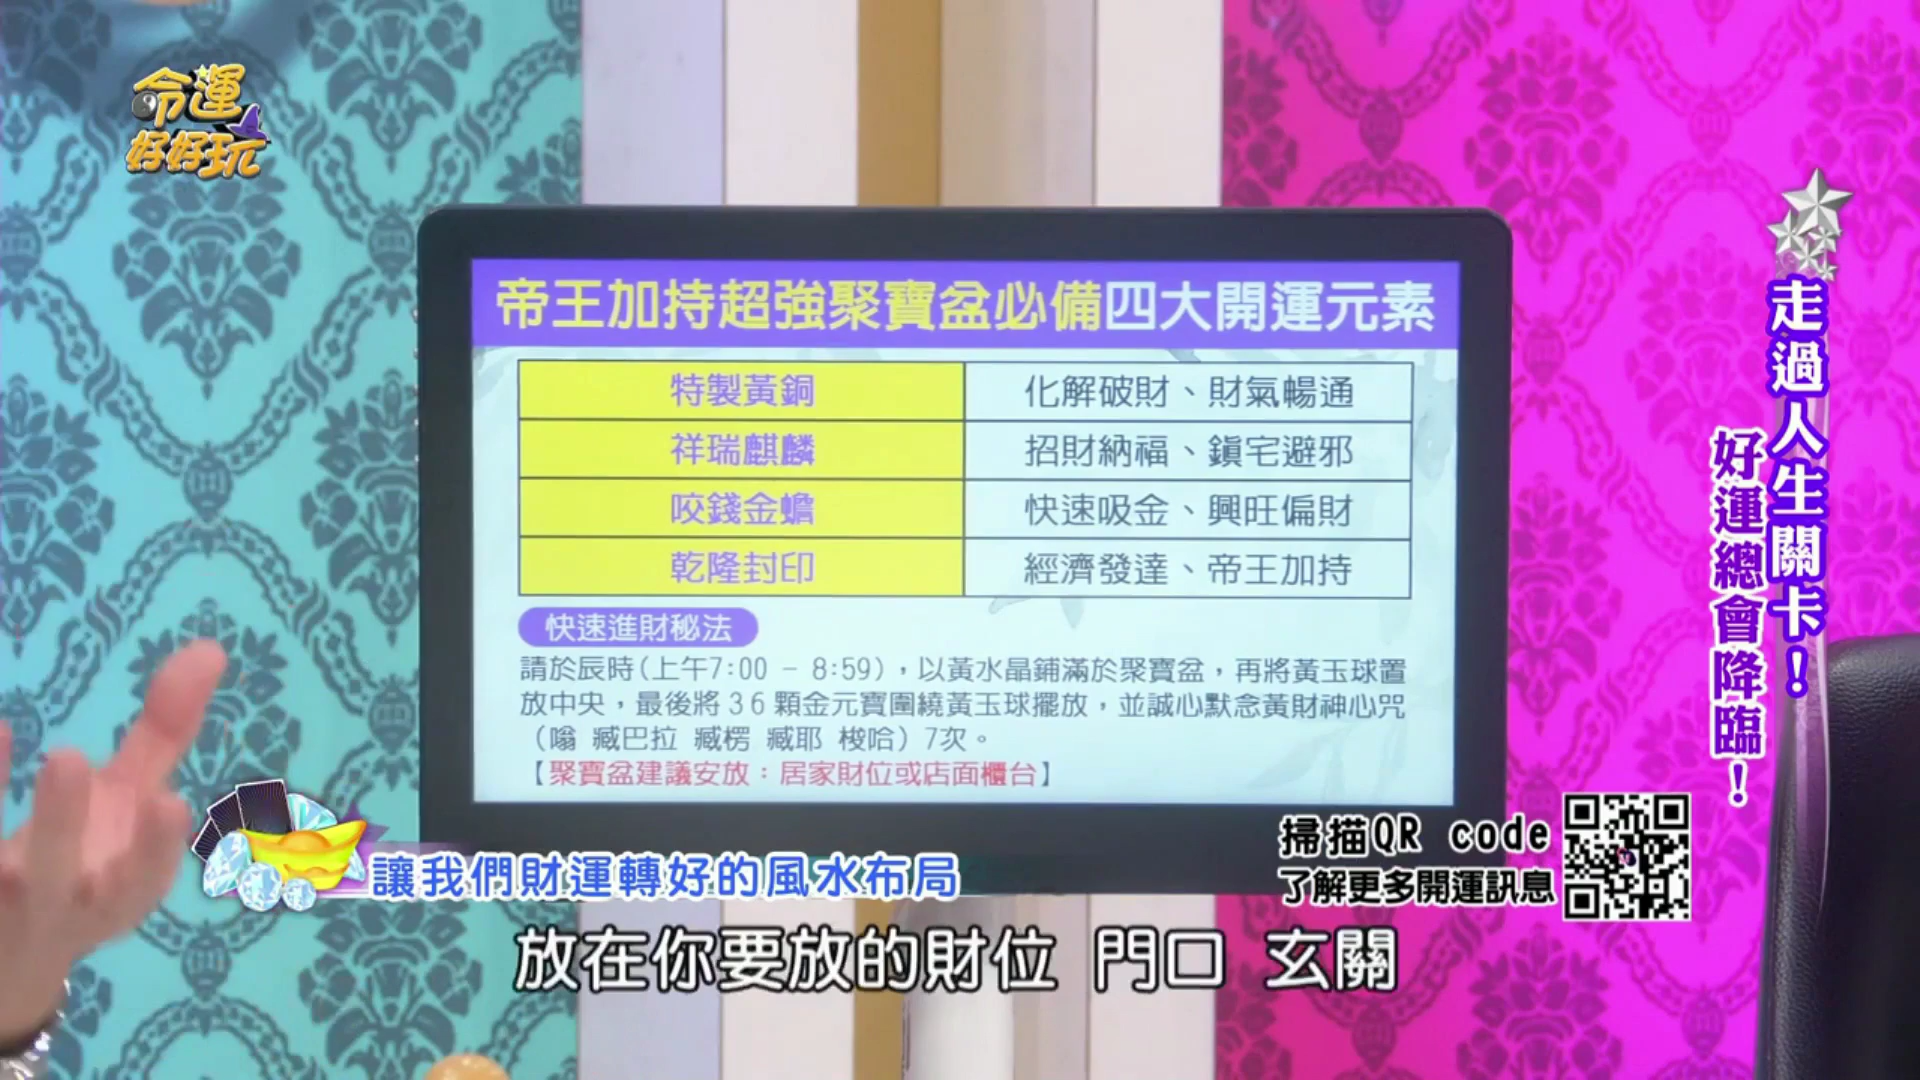 命運
好好玩
走過人生關卡！
好運總會降臨！
帝王加持超強聚寶盆必備四大開運元素
特製黃銅 化解破財、財氣暢通
祥瑞麒麟 招財納福、鎮宅避邪
咬錢金蟾 快速吸金、興旺偏財
乾隆封印 經濟發達、帝王加持
快速進財秘法
請於辰時(上午7:00 - 8:59)，以黃水晶鋪滿於聚寶盆，再將黃玉球置
放中央，最後將36顆金元寶圍繞黃玉球擺放，並誠心默念黃財神心咒
（嗡 臧巴拉 臧楞 臧耶 梭哈）7次。
【聚寶盆建議安放：居家財位或店面櫃台】
掃描QR code
了解更多開運訊息
讓我們財運轉好的風水布局
放在你要放的財位 門口 玄關